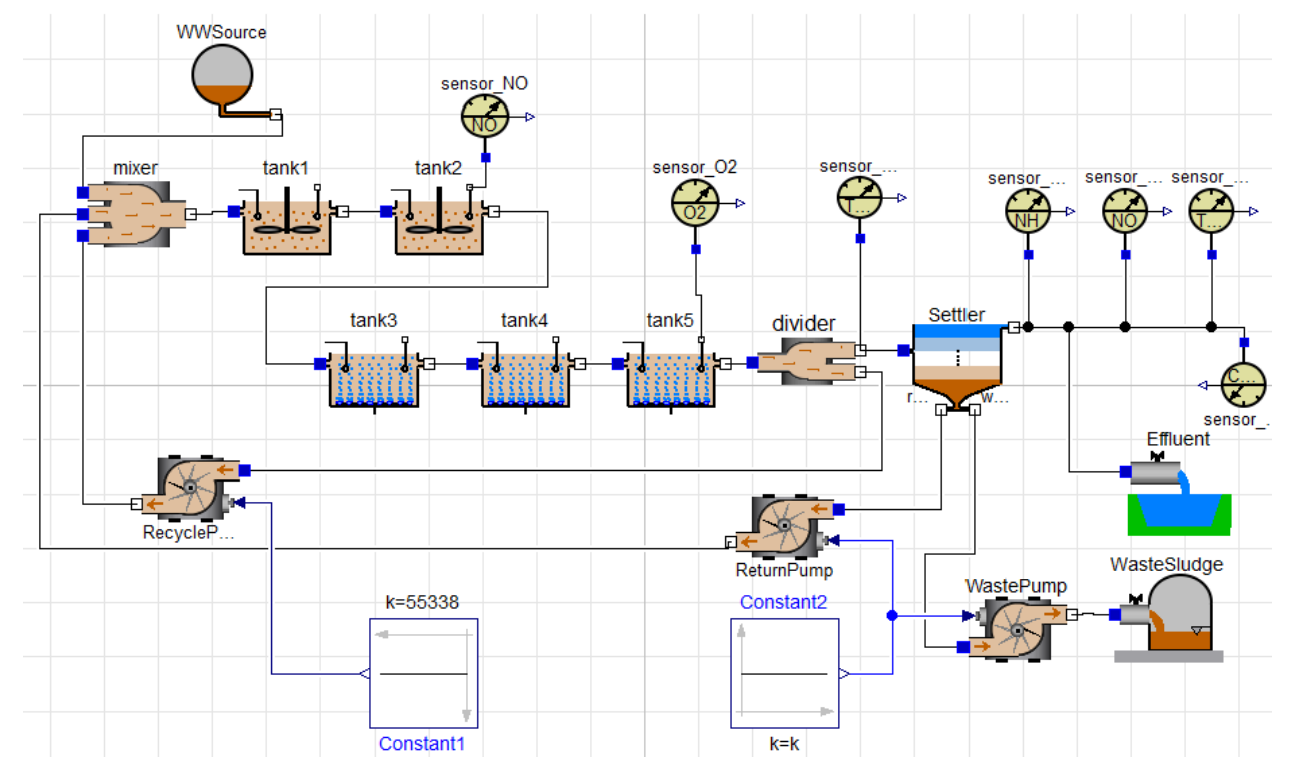 WWSource
sensor_NO
NO
mixer
tank1
tank2
sensor_O2
O2
sensor_...
T...
sensor_...
NH
sensor_...
NO
sensor_...
T...
tank3
tank4
tank5
divider
Settler
r...
w...
C...
sensor_...
Effluent
RecycleP...
ReturnPump
WastePump
WasteSludge
k=55338
Constant1
Constant2
k=k